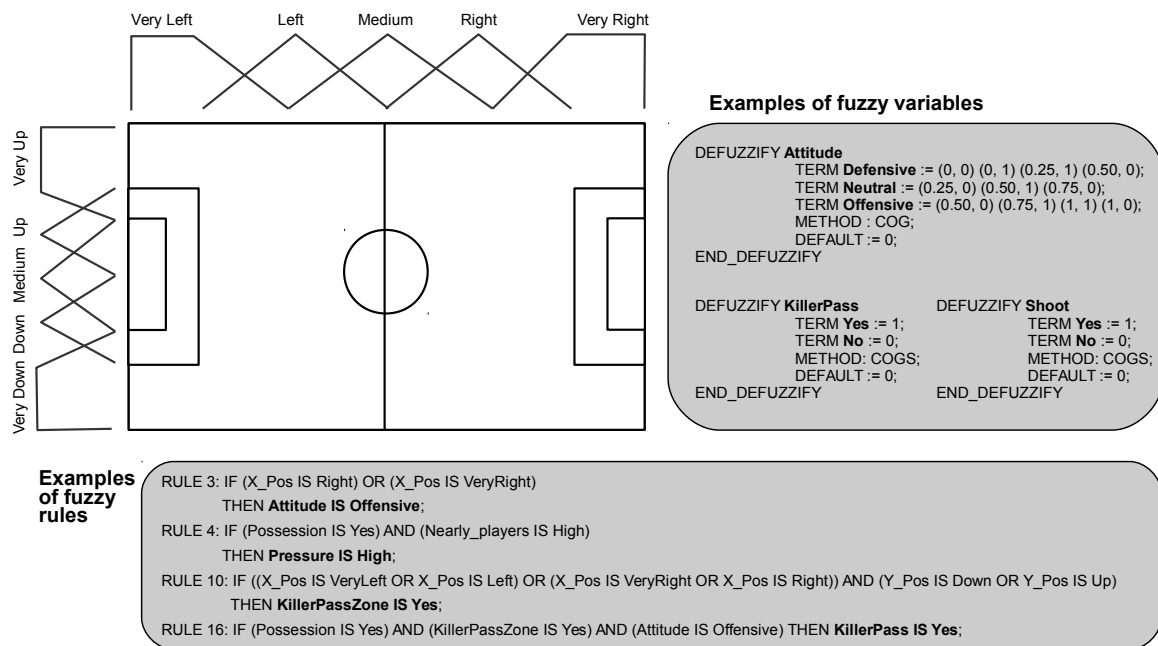 Very Left Left Medium Right Very Right
Very Up
Up
Medium
Down
Very Down
Examples of fuzzy variables
DEFUZZIFY Attitude
TERM Defensive := (0, 0) (0, 1) (0.25, 1) (0.50, 0);
TERM Neutral := (0.25, 0) (0.50, 1) (0.75, 0);
TERM Offensive := (0.50, 0) (0.75, 1) (1, 1) (1, 0);
METHOD : COG;
DEFAULT := 0;
END_DEFUZZIFY
DEFUZZIFY KillerPass
TERM Yes := 1;
TERM No := 0;
METHOD: COGS;
DEFAULT := 0;
END_DEFUZZIFY
DEFUZZIFY Shoot
TERM Yes := 1;
TERM No := 0;
METHOD: COGS;
DEFAULT := 0;
END_DEFUZZIFY
Examples
of fuzzy
rules
RULE 3: IF (X_Pos IS Right) OR (X_Pos IS VeryRight)
THEN Attitude IS Offensive;
RULE 4: IF (Possession IS Yes) AND (Nearly_players IS High)
THEN Pressure IS High;
RULE 10: IF ((X_Pos IS VeryLeft OR X_Pos IS Left) OR (X_Pos IS VeryRight OR X_Pos IS Right)) AND (Y_Pos IS Down OR Y_Pos IS Up)
THEN KillerPassZone IS Yes;
RULE 16: IF (Possession IS Yes) AND (KillerPassZone IS Yes) AND (Attitude IS Offensive) THEN KillerPass IS Yes;